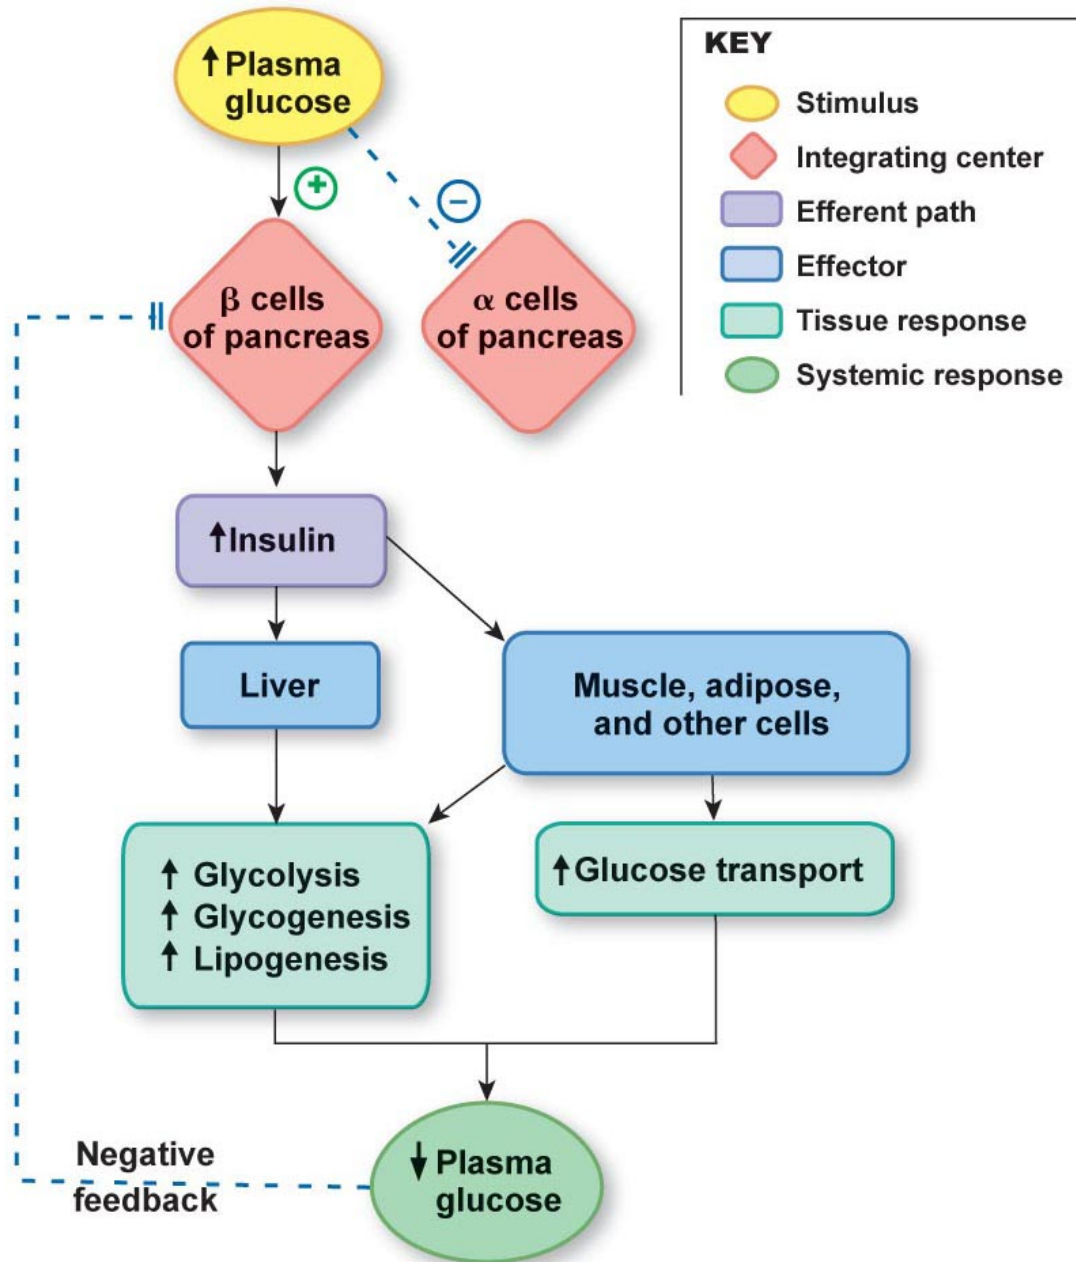 ↑ Plasma
glucose
+
−
β cells
of pancreas
α cells
of pancreas
↑ Insulin
Liver
Muscle, adipose,
and other cells
↑ Glycolysis
↑ Glycogenesis
↑ Lipogenesis
↑ Glucose transport
↓ Plasma
glucose
Negative
feedback
KEY
Stimulus
Integrating center
Efferent path
Effector
Tissue response
Systemic response